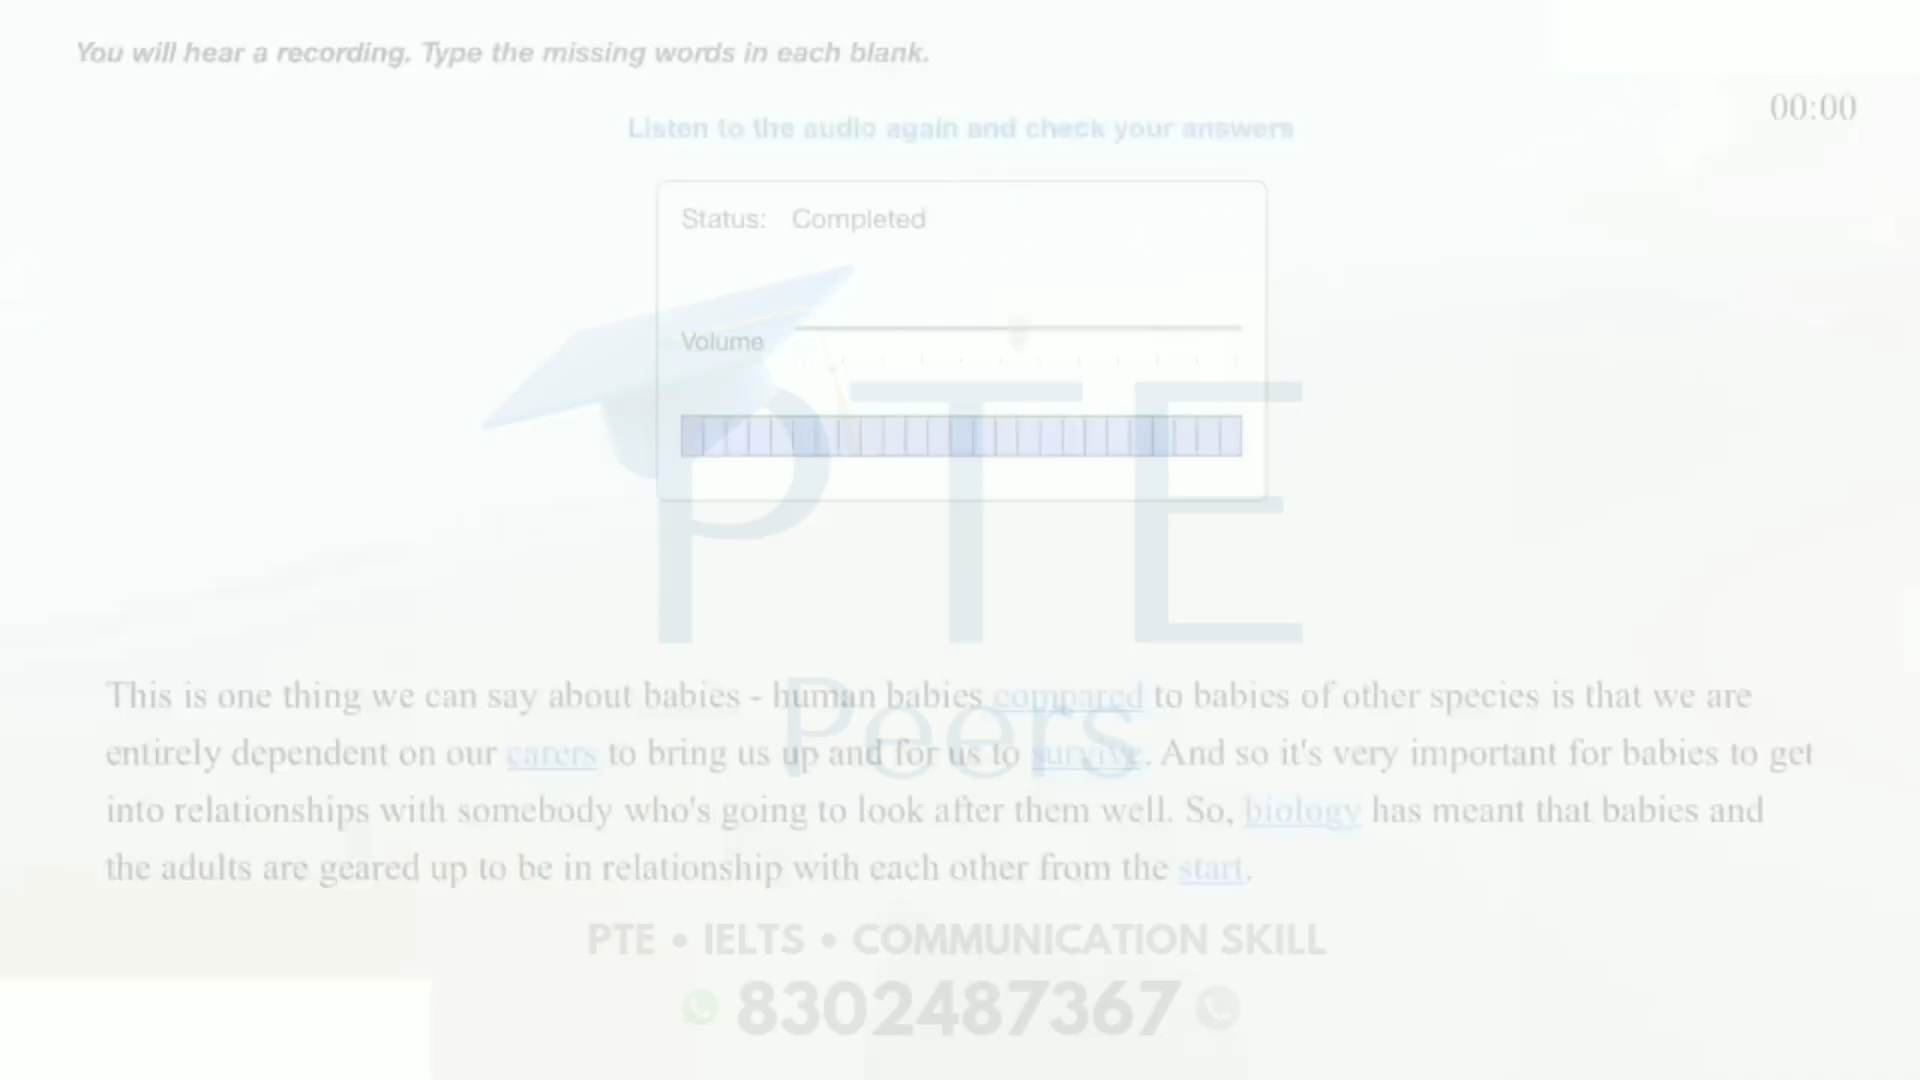 You will hear a recording. Type the missing words in each blank.
00:00
Listen to the audio again and check your answers
Status: Completed
Volume
PTE
Peers
This is one thing we can say about babies - human babies compared to babies of other species is that we are
entirely dependent on our carers to bring us up and for us to survive. And so it's very important for babies to get
into relationships with somebody who's going to look after them well. So, biology has meant that babies and
the adults are geared up to be in relationship with each other from the start.
PTE • IELTS • COMMUNICATION SKILL
8302487367